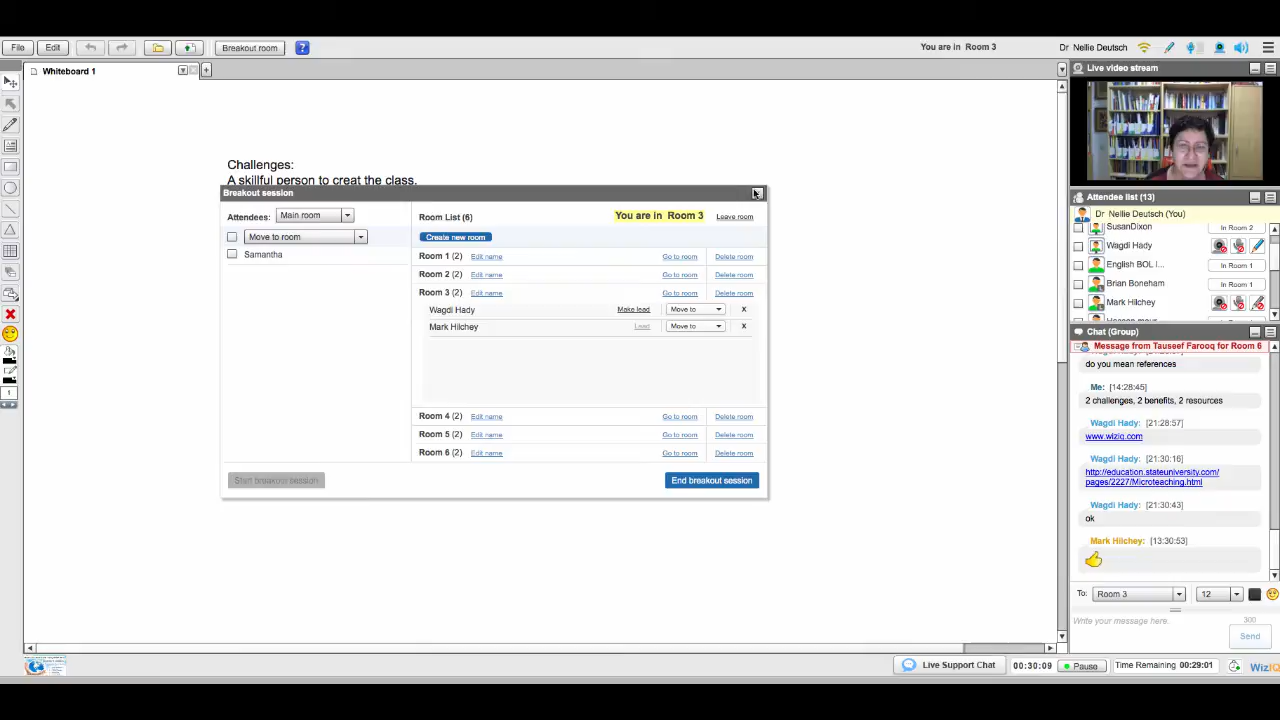 File
Edit
Breakout room
?
You are in Room 3
Dr Nellie Deutsch
Whiteboard 1
+
Live video stream
Challenges:
A skillful person to creat the class.
Breakout session
Attendees:
Main room
Room List (6)
You are in Room 3
Leave room
Move to room
Create new room
Samantha
Room 1 (2)
Edit name
Go to room
Delete room
Room 2 (2)
Edit name
Go to room
Delete room
Room 3 (2)
Edit name
Go to room
Delete room
Wagdi Hady
Make lead
Move to
X
Mark Hilchey
Lead
Move to
X
Room 4 (2)
Edit name
Go to room
Delete room
Room 5 (2)
Edit name
Go to room
Delete room
Room 6 (2)
Edit name
Go to room
Delete room
Start breakout session
End breakout session
Attendee list (13)
Dr Nellie Deutsch (You)
SusanDixon
In Room 2
Wagdi Hady
English BOL I...
In Room 1
Brian Boneham
In Room 1
Mark Hilchey
Chat (Group)
Message from Tauseef Farooq for Room 6
do you mean references
Me: [14:28:45]
2 challenges, 2 benefits, 2 resources
Wagdi Hady: [21:28:57]
www.wiziq.com
Wagdi Hady: [21:30:16]
http://education.stateuniversity.com/
pages/2227/Microteaching.html
Wagdi Hady: [21:30:43]
ok
Mark Hilchey: [13:30:53]
To:
Room 3
12
Write your message here.
300
Send
1
Live Support Chat
00:30:09
Pause
Time Remaining 00:29:01
WizIQ